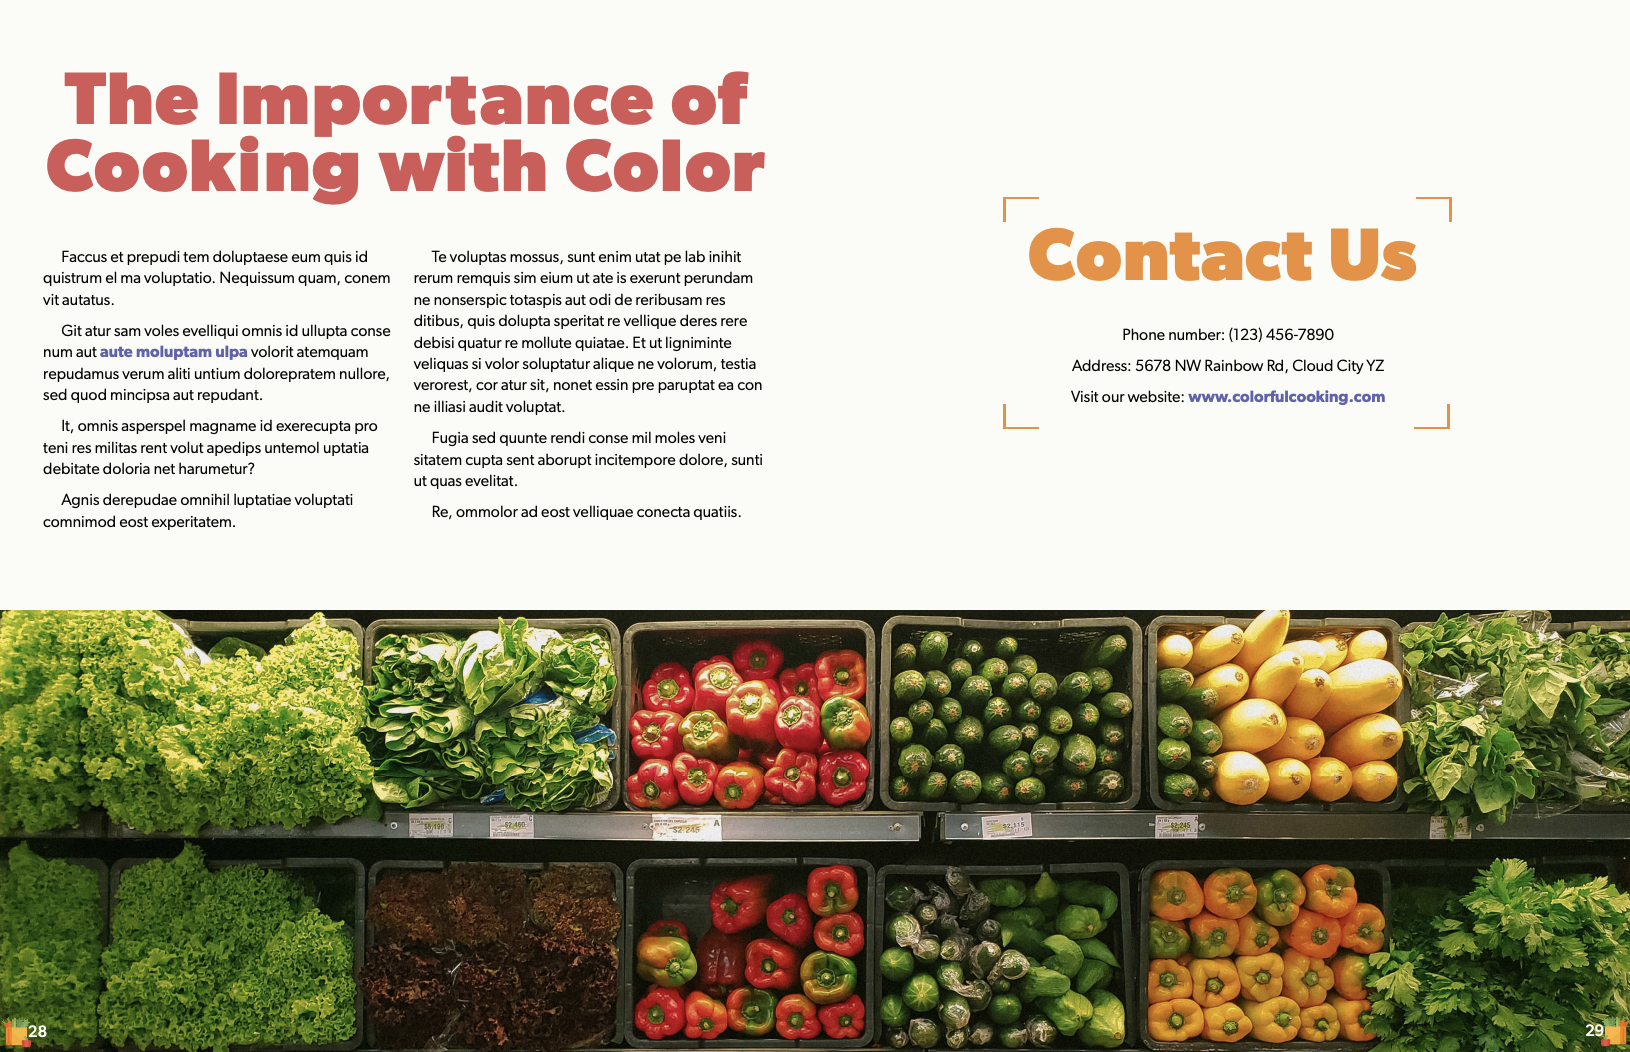 The Importance of
Cooking with Color
Faccus et prepudi tem doluptaese eum quis id
quistrum el ma voluptatio. Nequissum quam, conem
vit autatus.
Git atur sam voles evelliqui omnis id ullupta conse
num aut aute moluptam ulpa volorit atemquam
repudamus verum aliti untium dolorepratem nullore,
sed quod mincipsa aut repudant.
It, omnis asperspel magname id exerecupta pro
teni res militas rent volut apedips untemol uptatia
debitate doloria net harumetur?
Agnis derepudae omnihil luptatiae voluptati
comnimod eost experitatem.
Te voluptas mossus, sunt enim utat pe lab inihit
rerum remquis sim eium ut ate is exerunt perundam
ne nonserspic totaspis aut odi de reribusam res
ditibus, quis dolupta speritat re vellique deres rere
debisi quatur re mollute quiatae. Et ut ligniminte
veliquas si volor soluptatur alique ne volorum, testia
verorest, cor atur sit, nonet essin pre paruptat ea con
ne illiasi audit voluptat.
Fugia sed quunte rendi conse mil moles veni
sitatem cupta sent aborupt incitempore dolore, sunti
ut quas evelitat.
Re, ommolor ad eost velliquae conecta quatiis.
Contact Us
Phone number: (123) 456-7890
Address: 5678 NW Rainbow Rd, Cloud City YZ
Visit our website: www.colorfulcooking.com
$2.245 A
$2.115
$2.245
28
29